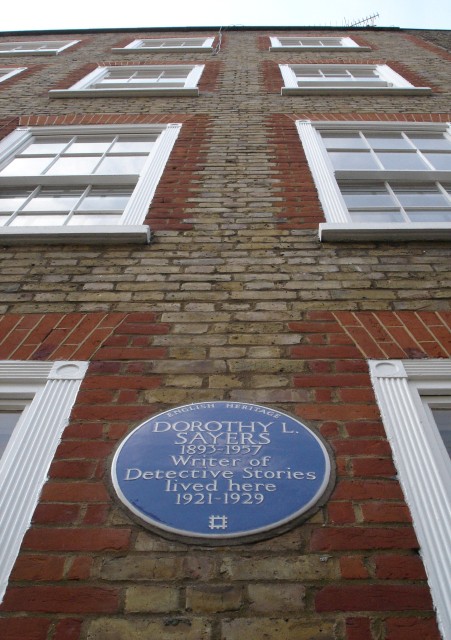 ENGLISH HERITAGE
DOROTHY L.
SAYERS
1893-1957
Writer of
Detective Stories
lived here
1921-1929